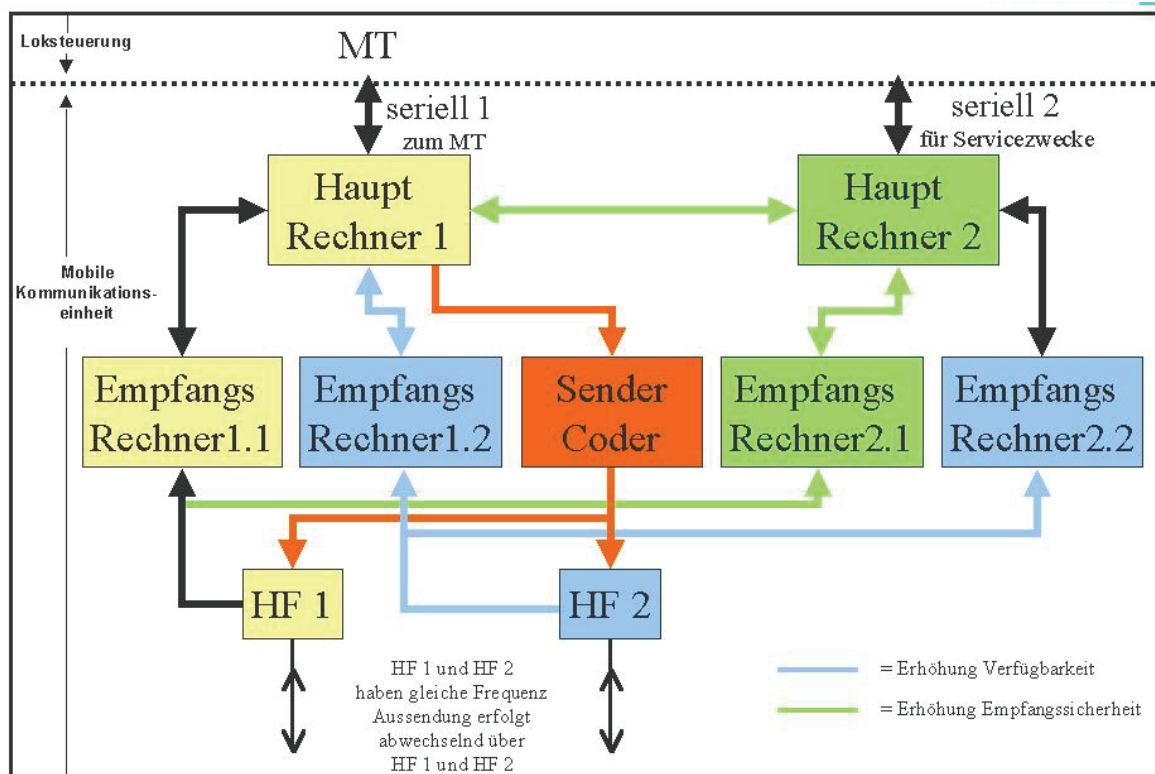 Loksteuerung
MT
seriell 1
zum MT
seriell 2
für Servicezwecke
Haupt
Rechner 1
Haupt
Rechner 2
Mobile
Kommunikations-
einheit
Empfangs
Rechner1.1
Empfangs
Rechner1.2
Sender
Coder
Empfangs
Rechner2.1
Empfangs
Rechner2.2
HF 1
HF 2
HF 1 und HF 2
haben gleiche Frequenz
Aussendung erfolgt
abwechselnd über
HF 1 und HF 2
= Erhöhung Verfügbarkeit
= Erhöhung Empfangssicherheit